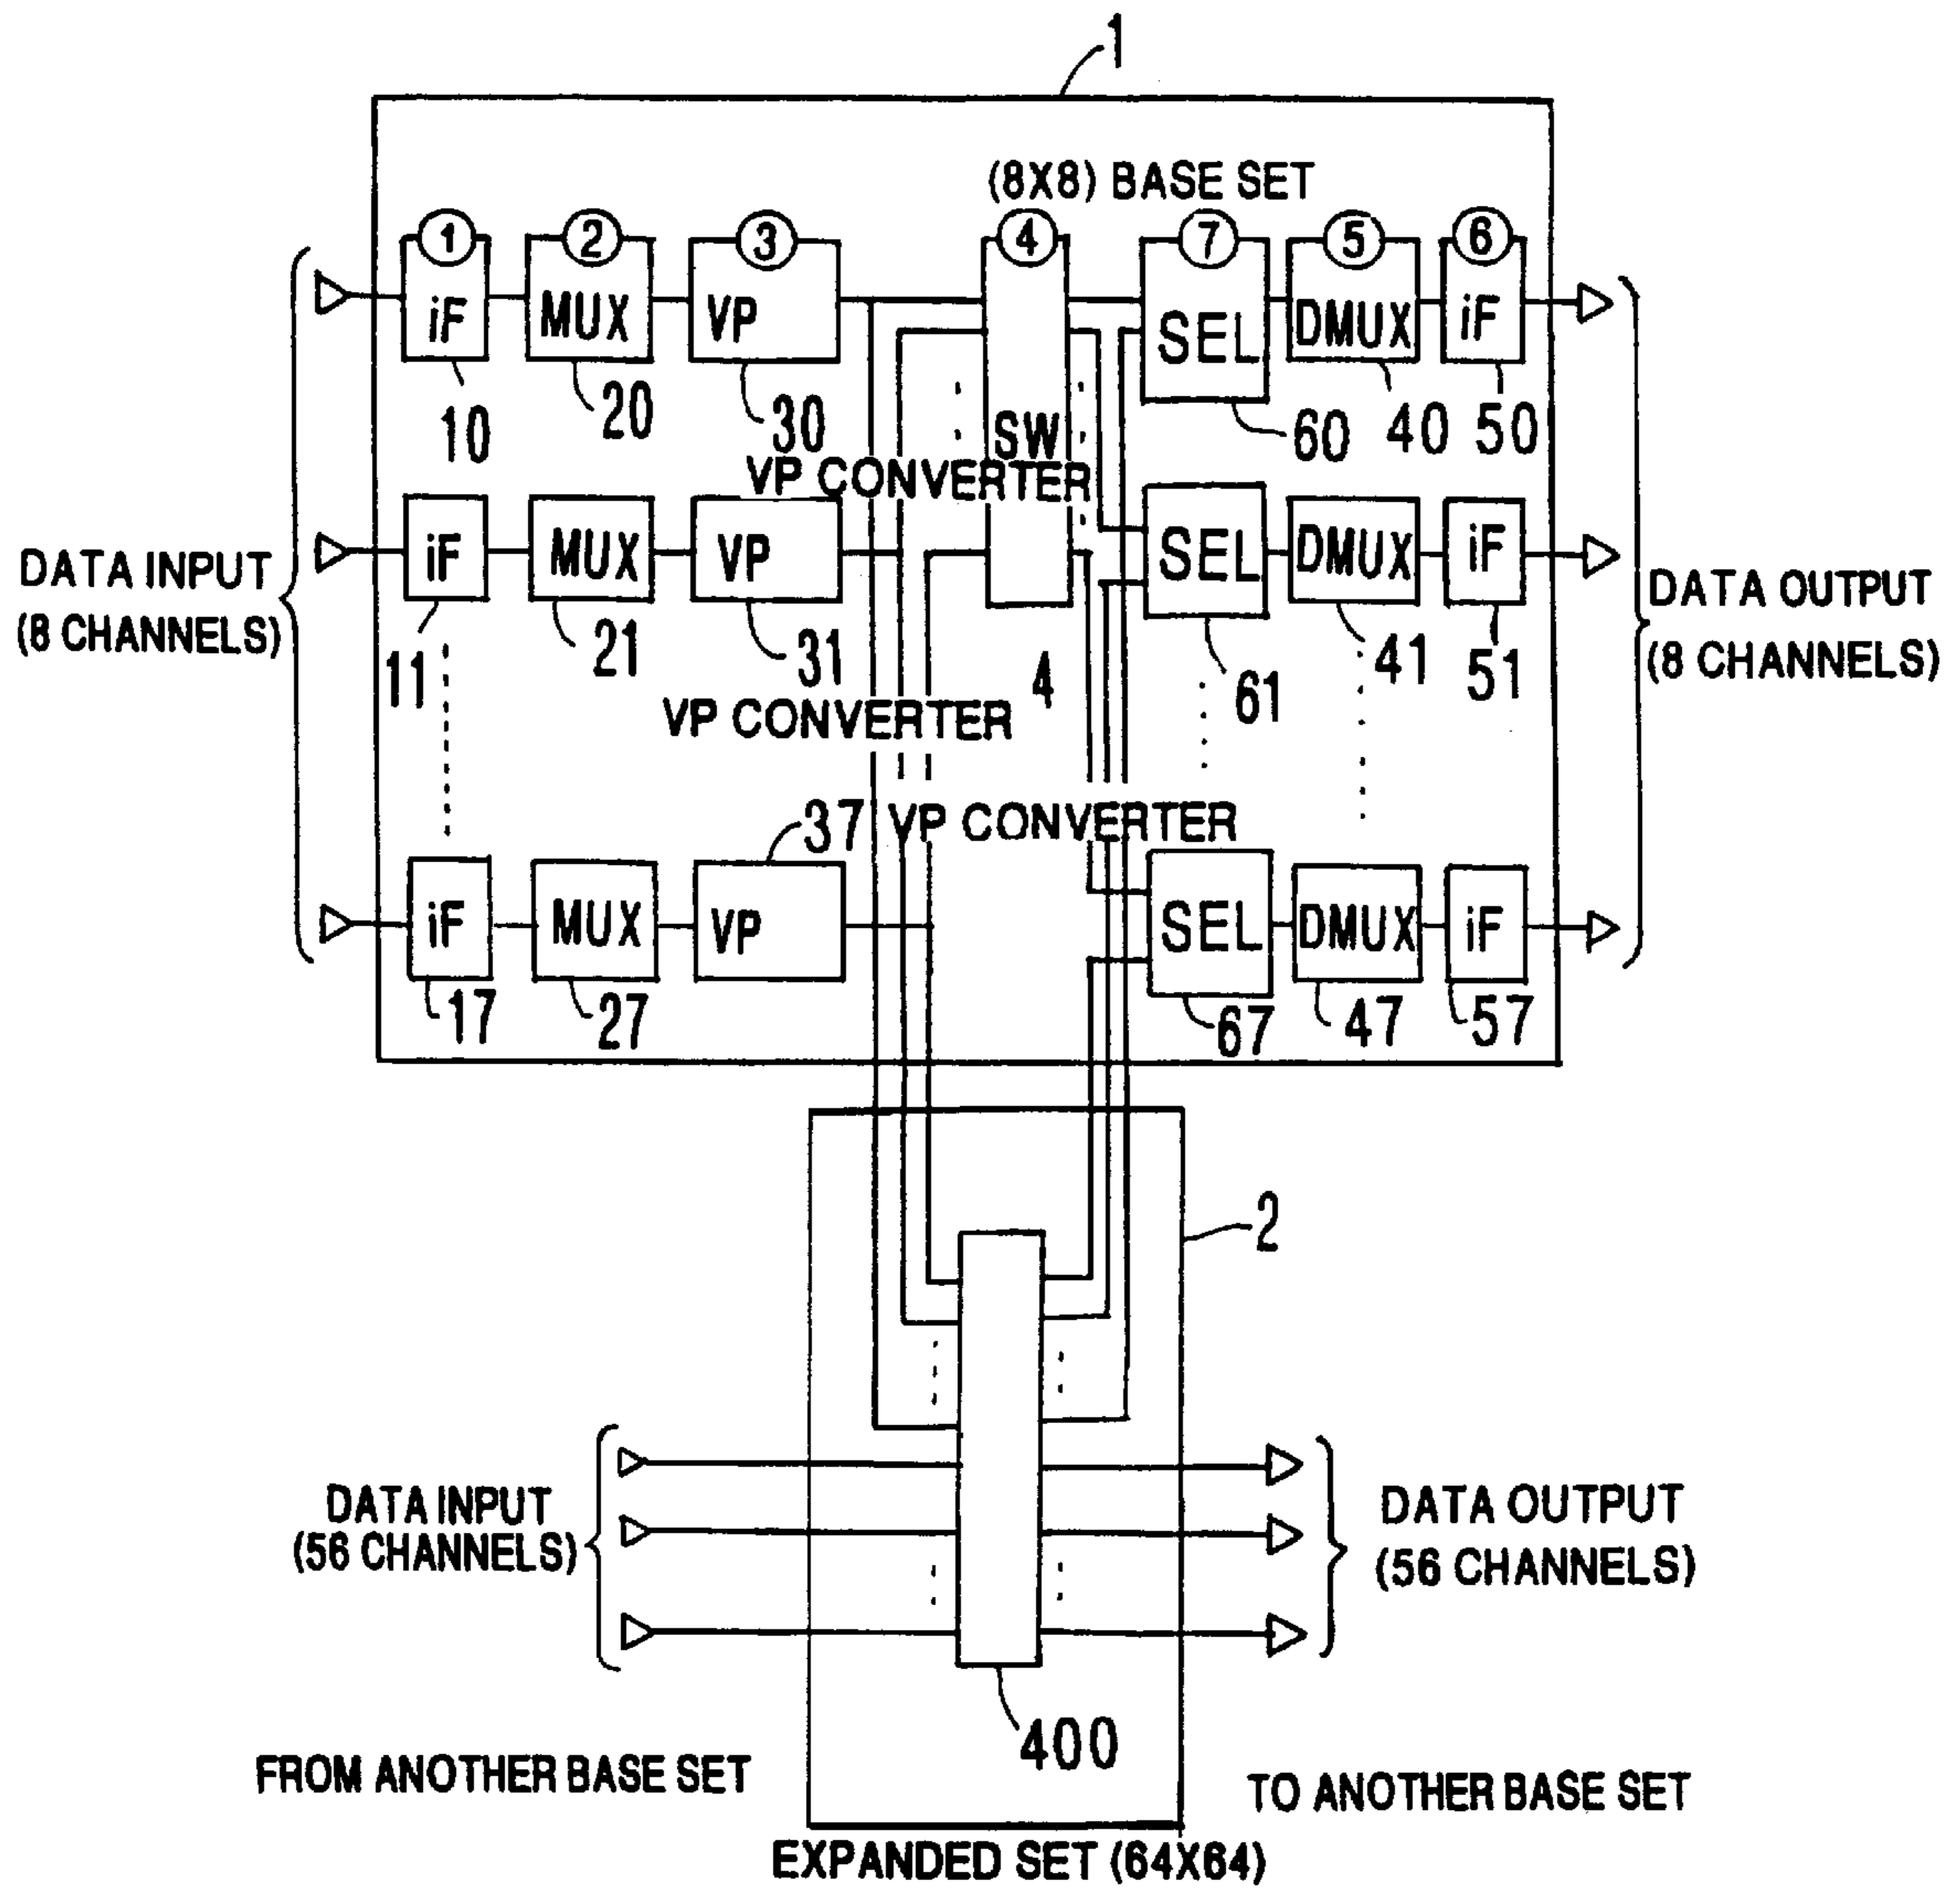 1
(8X8) BASE SET
① ② ③ ④ ⑦ ⑤ ⑥
iF MUX VP SEL DMUX iF
10 20 30 SW 60 40 50
VP CONVERTER
iF MUX VP SEL DMUX iF
DATA INPUT
(8 CHANNELS)
DATA OUTPUT
(8 CHANNELS)
11 21 31 4 61 41 51
VP CONVERTER
37 VP CONVERTER
iF MUX VP SEL DMUX iF
17 27 67 47 57
2
DATA INPUT
(56 CHANNELS)
DATA OUTPUT
(56 CHANNELS)
400
FROM ANOTHER BASE SET
TO ANOTHER BASE SET
EXPANDED SET (64X64)